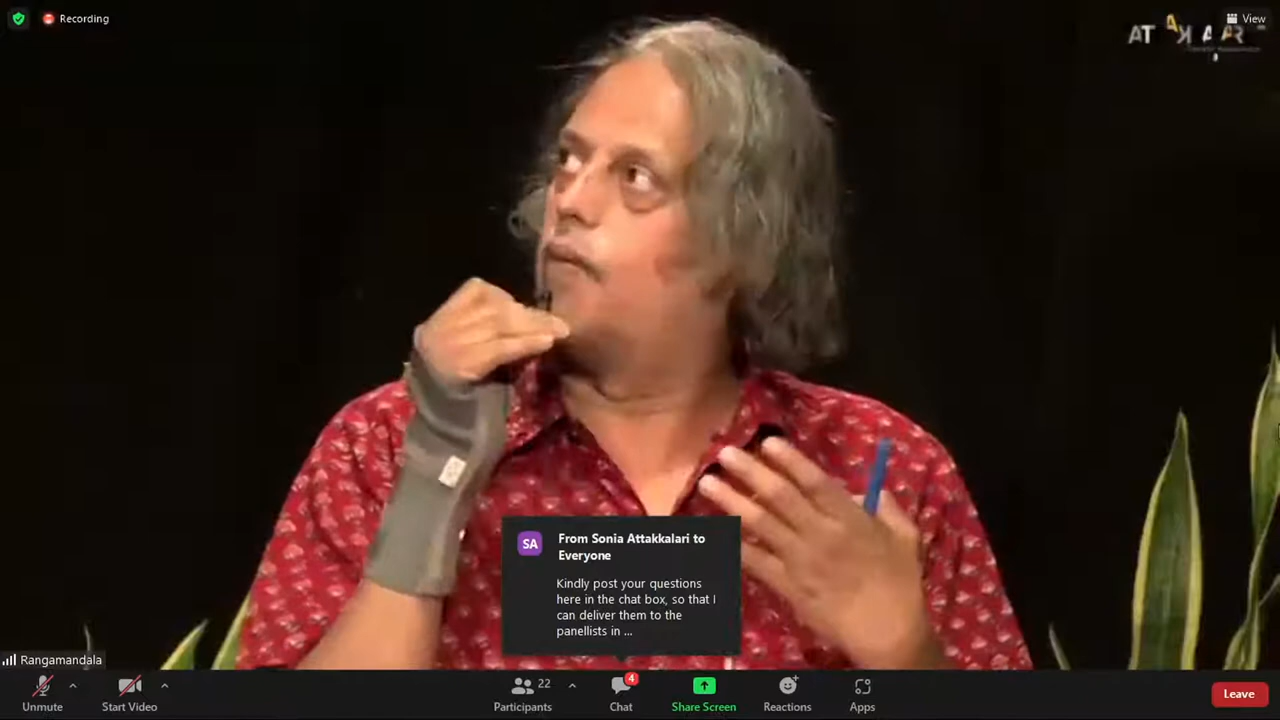 Recording
View
From Sonia Attakkalari to
Everyone
SA
Kindly post your questions
here in the chat box, so that I
can deliver them to the
panellists in ...
Rangamandala
Unmute
Start Video
22
Participants
4
Chat
Share Screen
Reactions
Apps
Leave